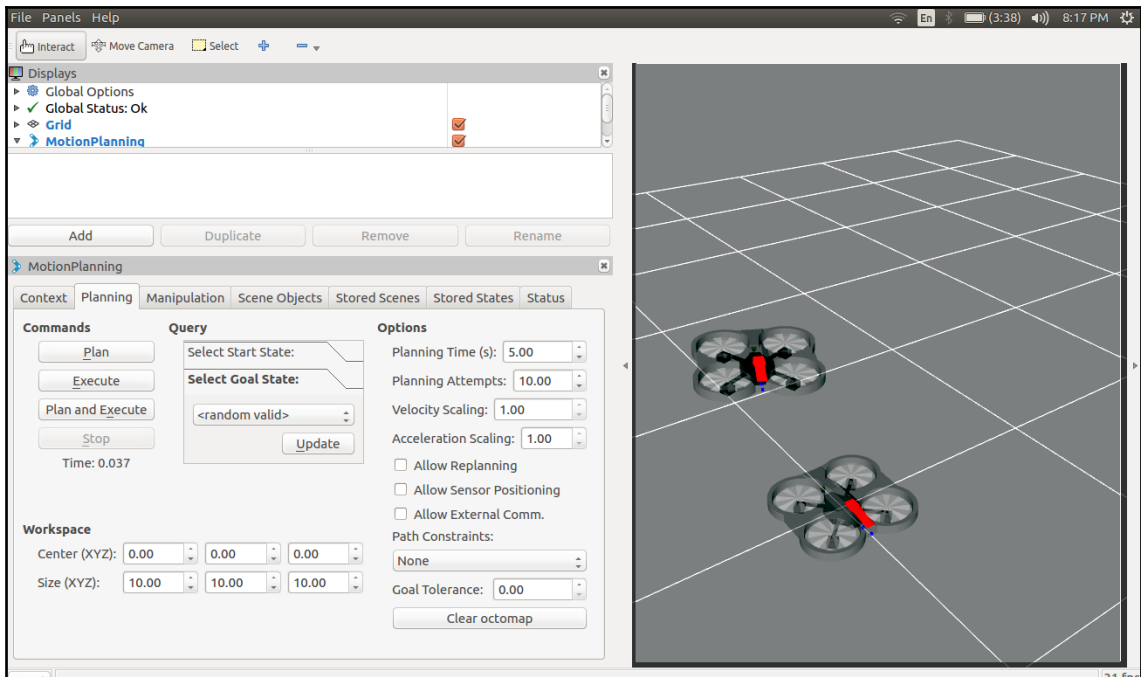 File Panels Help
En (3:38) 8:17 PM
Interact Move Camera Select
Displays
Global Options
Global Status: Ok
Grid
MotionPlanning
Add Duplicate Remove Rename
MotionPlanning
Context Planning Manipulation Scene Objects Stored Scenes Stored States Status
Commands Query Options
Plan Select Start State: Planning Time (s): 5.00
Execute Select Goal State: Planning Attempts: 10.00
Plan and Execute <random valid> Velocity Scaling: 1.00
Stop Update Acceleration Scaling: 1.00
Time: 0.037 Allow Replanning
Allow Sensor Positioning
Allow External Comm.
Workspace Path Constraints:
Center (XYZ): 0.00 0.00 0.00 None
Size (XYZ): 10.00 10.00 10.00 Goal Tolerance: 0.00
Clear octomap